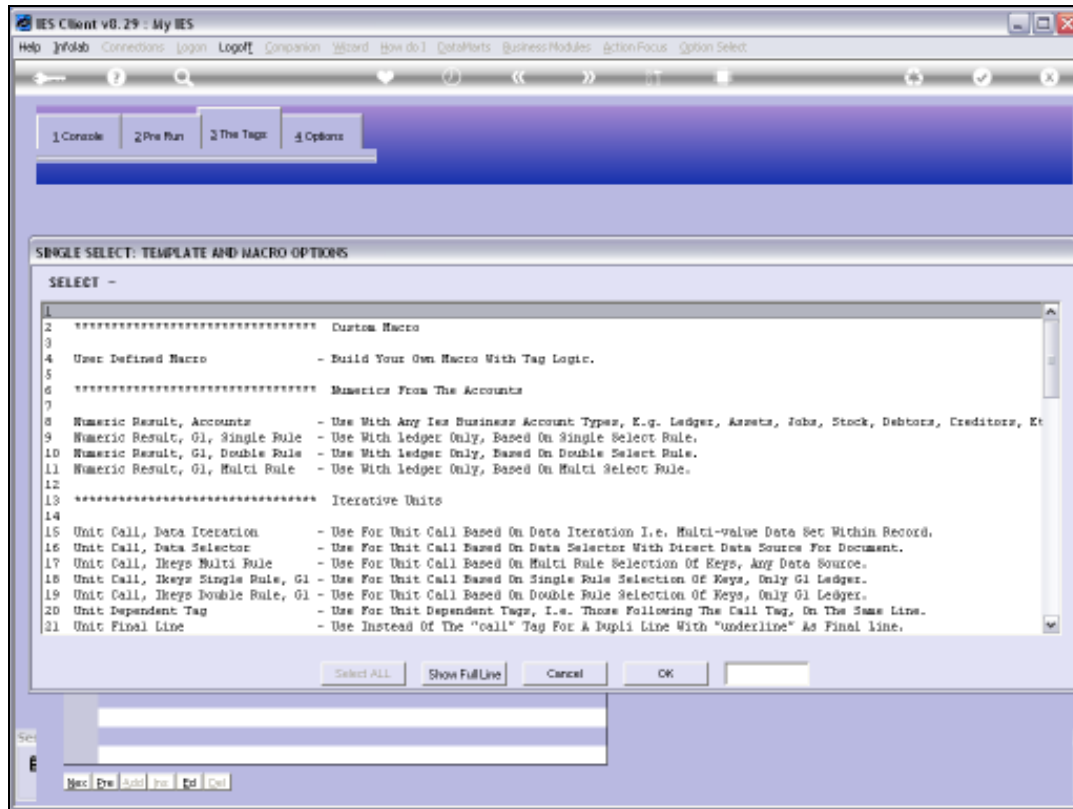 IES Client v8.29 : My IES
Help Infolab Connections Logon Logoff Companion Wizard How do I DataMarts Business Modules Action Focus Option Select
1 Console 2 Pre Run 3 The Tags 4 Options
SINGLE SELECT: TEMPLATE AND MACRO OPTIONS
SELECT -
1
2 ********************************* Custom Macro
3
4 User Defined Macro - Build Your Own Macro With Tag Logic.
5
6 ********************************* Numerics From The Accounts
7
8 Numeric Result, Accounts - Use With Any Ies Business Account Types, E.g. Ledger, Assets, Jobs, Stock, Debtors, Creditors, Et
9 Numeric Result, Gl, Single Rule - Use With ledger Only, Based On Single Select Rule.
10 Numeric Result, Gl, Double Rule - Use With ledger Only, Based On Double Select Rule.
11 Numeric Result, Gl, Multi Rule - Use With ledger Only, Based On Multi Select Rule.
12
13 ********************************* Iterative Units
14
15 Unit Call, Data Iteration - Use For Unit Call Based On Data Iteration I.e. Multi-value Data Set Within Record.
16 Unit Call, Data Selector - Use For Unit Call Based On Data Selector With Direct Data Source For Document.
17 Unit Call, Ikeys Multi Rule - Use For Unit Call Based On Multi Rule Selection Of Keys, Any Data Source.
18 Unit Call, Ikeys Single Rule, Gl - Use For Unit Call Based On Single Rule Selection Of Keys, Only Gl Ledger.
19 Unit Call, Ikeys Double Rule, Gl - Use For Unit Call Based On Double Rule Selection Of Keys, Only Gl Ledger.
20 Unit Dependent Tag - Use For Unit Dependent Tags, I.e. Those Following The Call Tag, On The Same Line.
21 Unit Final Line - Use Instead Of The "call" Tag For A Dupli Line With "underline" As Final Line.
Select ALL Show Full Line Cancel OK
Nex Pre Add Ins Ed Del